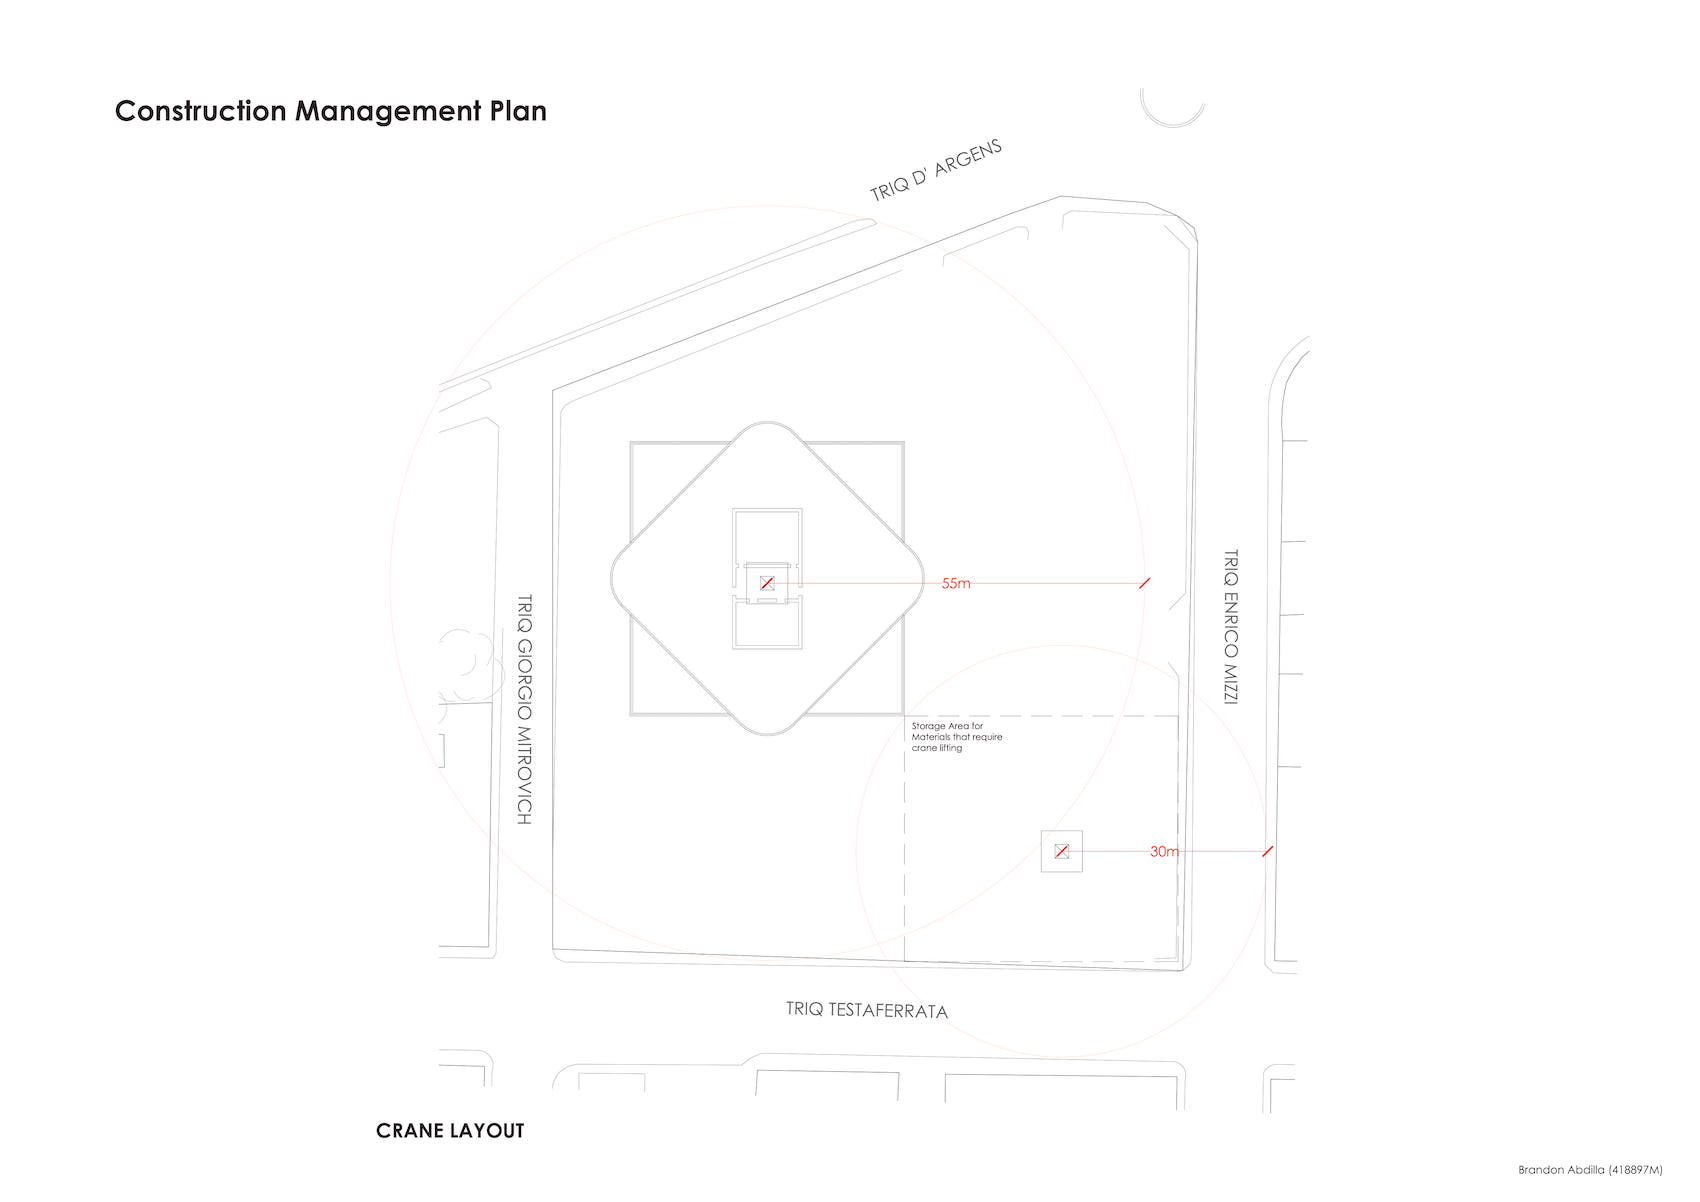 Construction Management Plan
TRIQ D' ARGENS
55m
TRIQ ENRICO MIZZI
TRIQ GIORGIO MITROVICH
Storage Area for
Materials that require
crane lifting
30m
TRIQ TESTAFERRATA
CRANE LAYOUT
Brandon Abdilla (418897M)